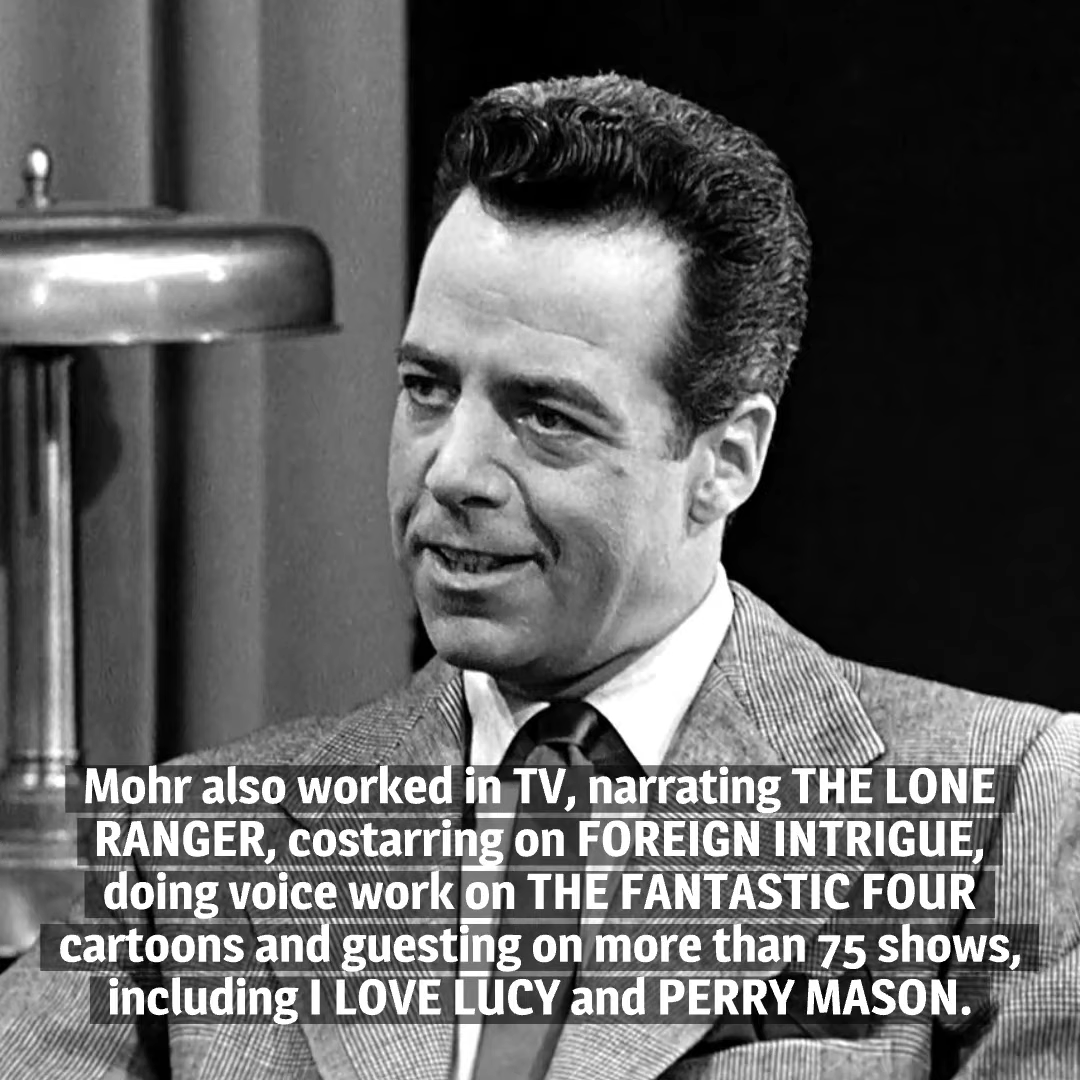 Mohr also worked in TV, narrating THE LONE
RANGER, costarring on FOREIGN INTRIGUE,
doing voice work on THE FANTASTIC FOUR
cartoons and guesting on more than 75 shows,
including I LOVE LUCY and PERRY MASON.